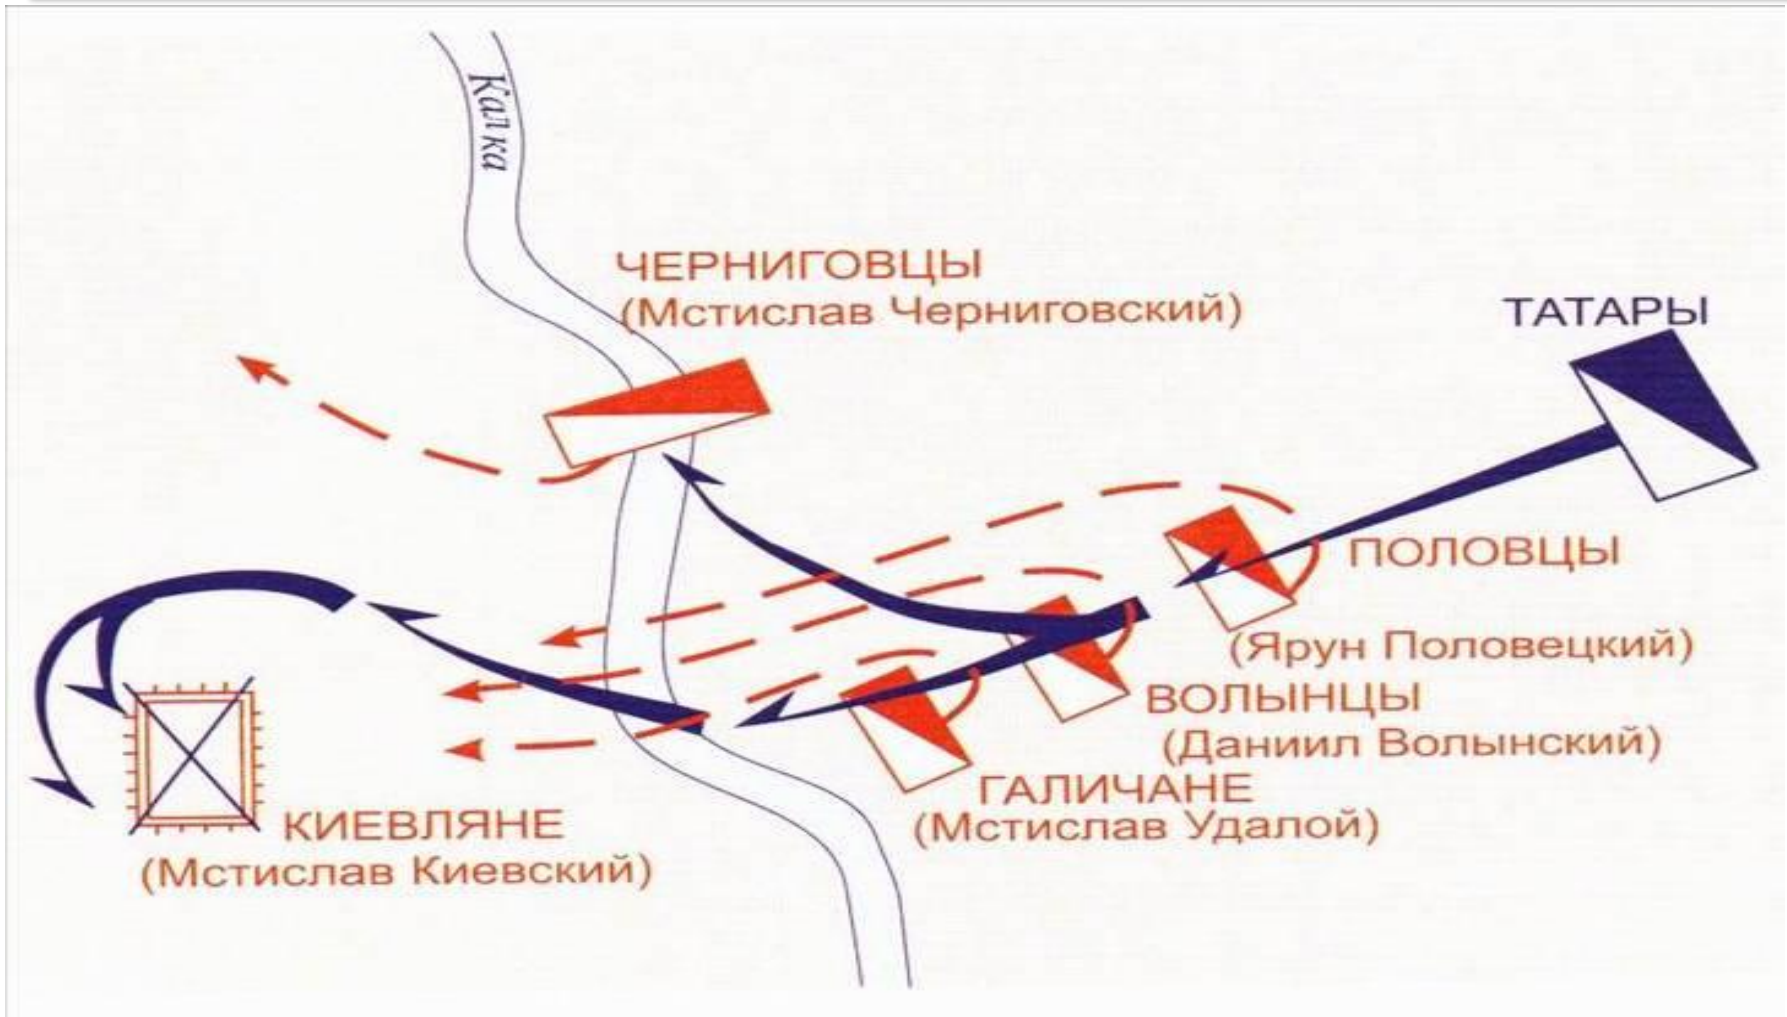 Калка
ЧЕРНИГОВЦЫ
(Мстислав Черниговский)
ТАТАРЫ
ПОЛОВЦЫ
(Ярун Половецкий)
ВОЛЫНЦЫ
(Даниил Волынский)
ГАЛИЧАНЕ
(Мстислав Удалой)
КИЕВЛЯНЕ
(Мстислав Киевский)